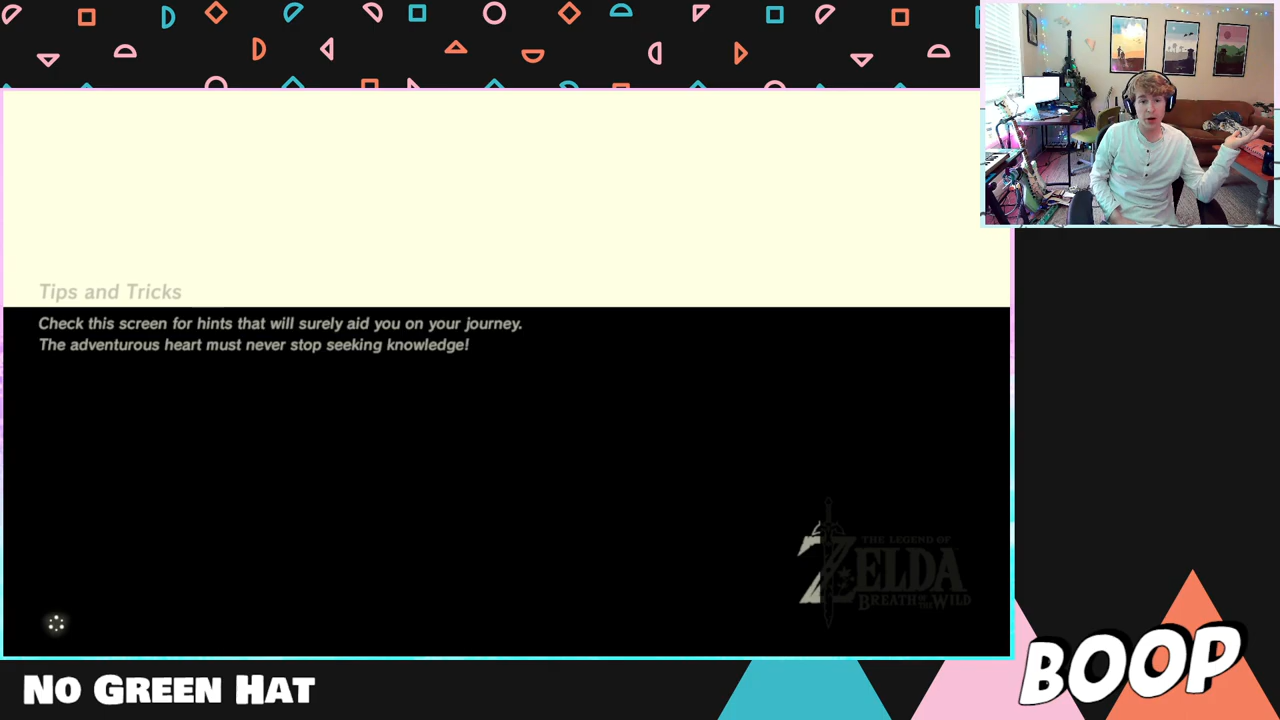 Tips and Tricks
Check this screen for hints that will surely aid you on your journey.
The adventurous heart must never stop seeking knowledge!
THE LEGEND OF
ZELDA
BREATH OF THE WILD
NO GREEN HAT
BOOP